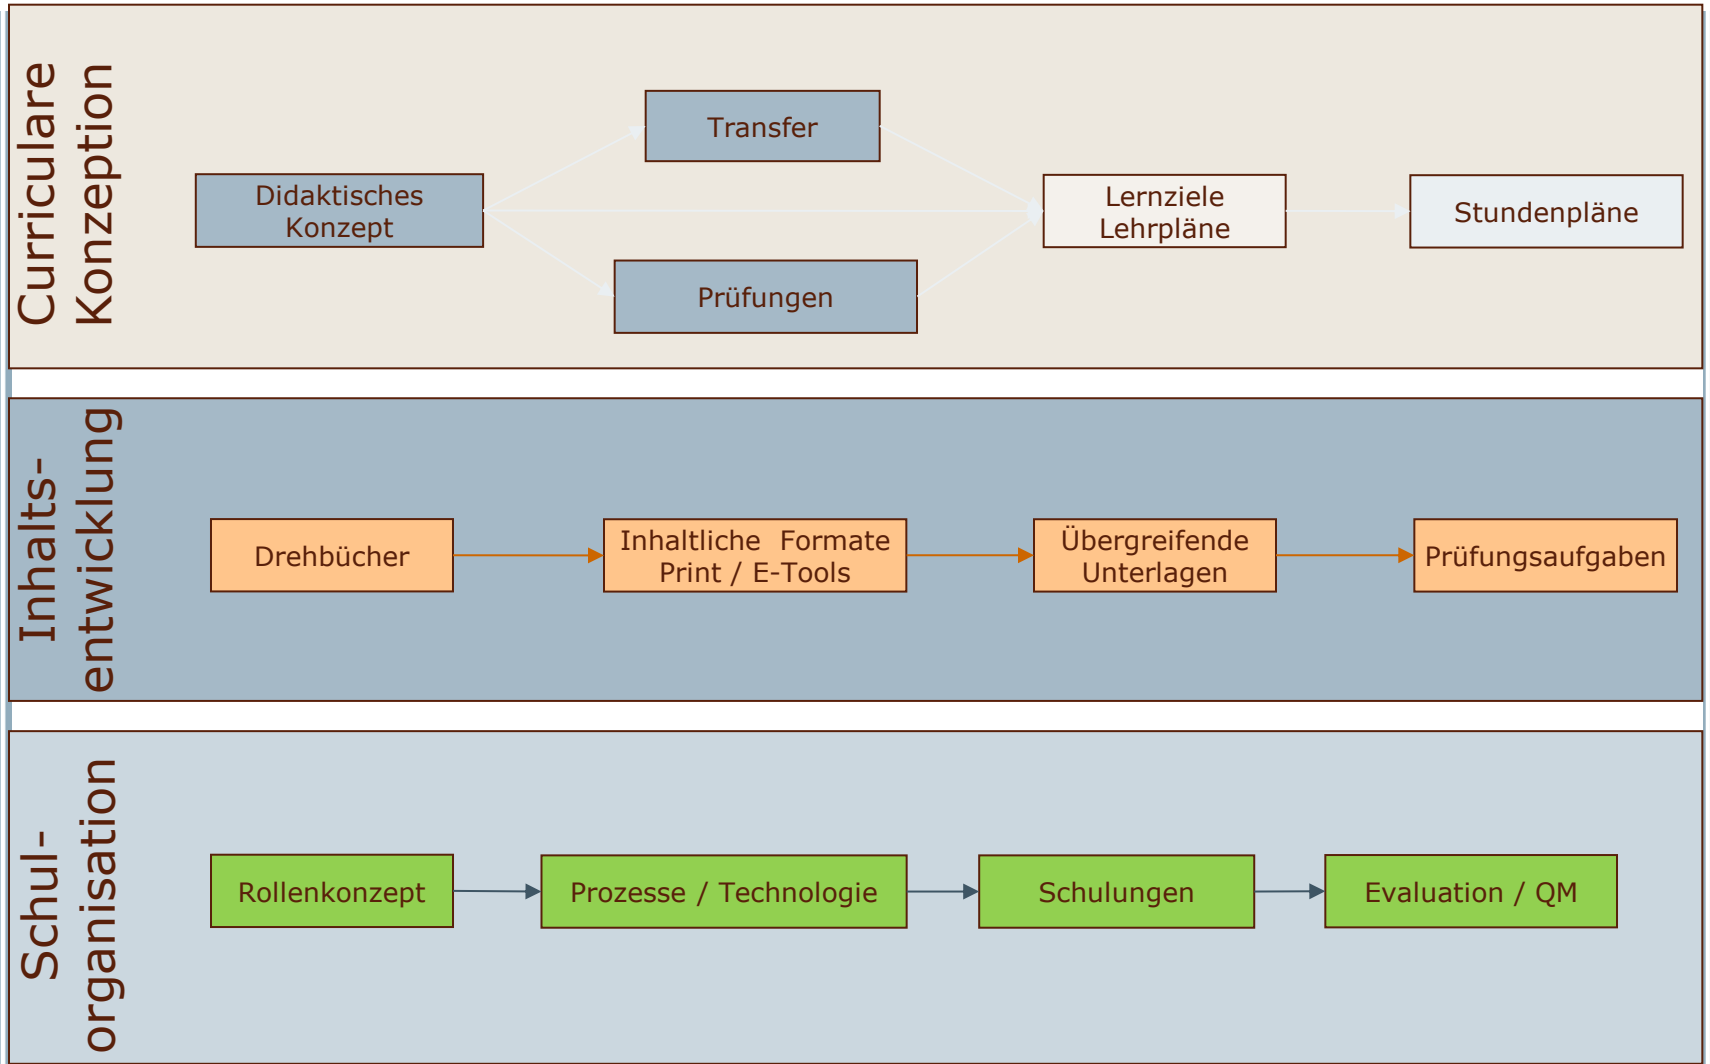 Curriculare
Konzeption
Transfer
Didaktisches
Konzept
Lernziele
Lehrpläne
Stundenpläne
Prüfungen
Inhalts-
entwicklung
Drehbücher
Inhaltliche Formate
Print / E-Tools
Übergreifende
Unterlagen
Prüfungsaufgaben
Schul-
organisation
Rollenkonzept
Prozesse / Technologie
Schulungen
Evaluation / QM